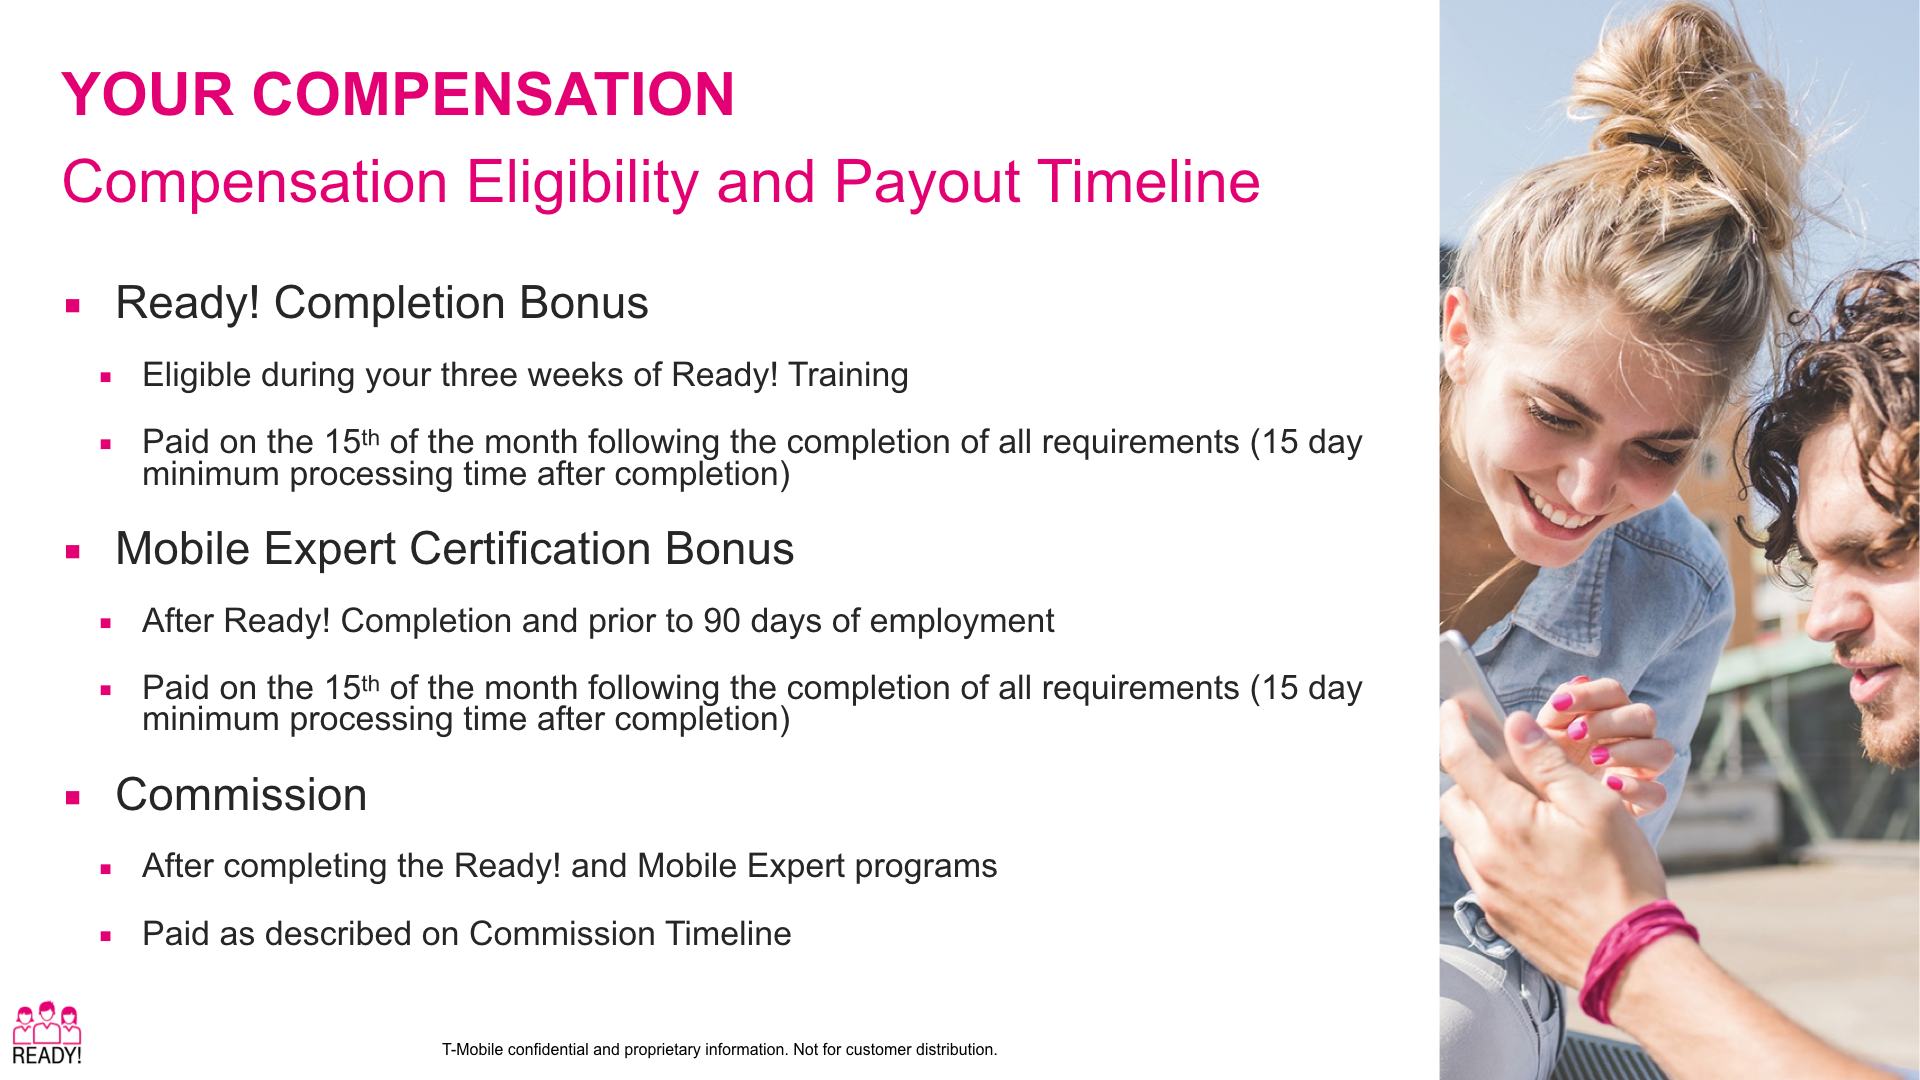 YOUR COMPENSATION
Compensation Eligibility and Payout Timeline
Ready! Completion Bonus
Eligible during your three weeks of Ready! Training
Paid on the 15th of the month following the completion of all requirements (15 day
minimum processing time after completion)
Mobile Expert Certification Bonus
After Ready! Completion and prior to 90 days of employment
Paid on the 15th of the month following the completion of all requirements (15 day
minimum processing time after completion)
Commission
After completing the Ready! and Mobile Expert programs
Paid as described on Commission Timeline
READY!
T-Mobile confidential and proprietary information. Not for customer distribution.